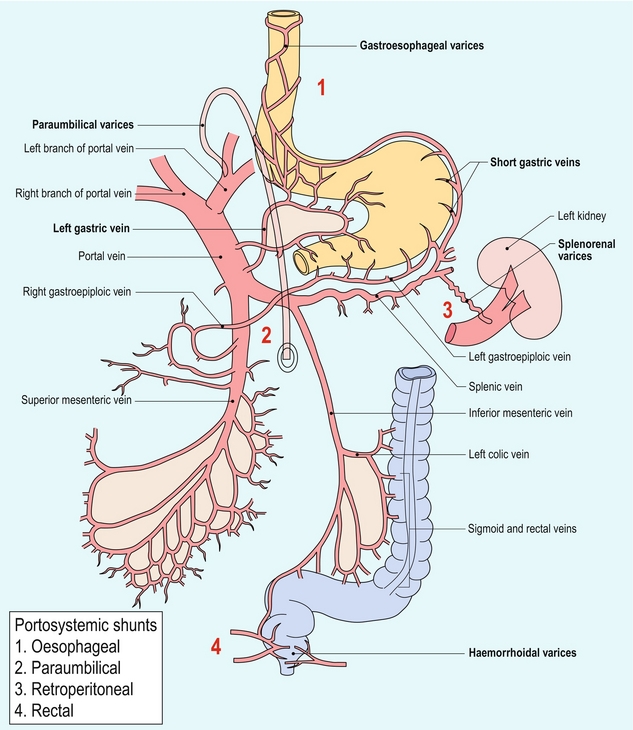 Gastroesophageal varices
1
Paraumbilical varices
Left branch of portal vein
Short gastric veins
Right branch of portal vein
Left kidney
Left gastric vein
Splenorenal
varices
Portal vein
Right gastroepiploic vein
3
2
Left gastroepiploic vein
Splenic vein
Superior mesenteric vein
Inferior mesenteric vein
Left colic vein
Sigmoid and rectal veins
Portosystemic shunts
1. Oesophageal
2. Paraumbilical
3. Retroperitoneal
4. Rectal
4
Haemorrhoidal varices